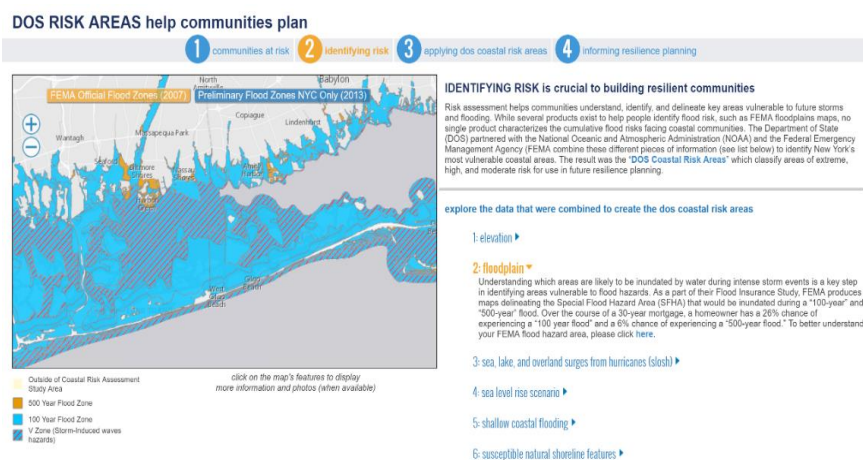 DOS RISK AREAS help communities plan
1 communities at risk 2 identifying risk 3 applying dos coastal risk areas 4 informing resilience planning
FEMA Official Flood Zones (2007) Preliminary Flood Zones NYC Only (2013)
North
Babylon
Copiague
Lindenhurst
Wantagh
Massapequa Park
Seaford
Biltmore
Shores
Nassau
Shores
Amity
Harbor
West
Gilgo
Beach
Gilgo
Beach
Outside of Coastal Risk Assessment
Study Area
500 Year Flood Zone
100 Year Flood Zone
V Zone (Storm-Induced waves
hazards)
click on the map's features to display
more information and photos (when available)
IDENTIFYING RISK is crucial to building resilient communities
Risk assessment helps communities understand, identify, and delineate key areas vulnerable to future storms
and flooding. While several products exist to help people identify flood risk, such as FEMA floodplains maps, no
single product characterizes the cumulative flood risks facing coastal communities. The Department of State
(DOS) partnered with the National Oceanic and Atmospheric Administration (NOAA) and the Federal Emergency
Management Agency (FEMA combine these different pieces of information (see list below) to identify New York's
most vulnerable coastal areas. The result was the "DOS Coastal Risk Areas" which classify areas of extreme,
high, and moderate risk for use in future resilience planning.
explore the data that were combined to create the dos coastal risk areas
1: elevation
2: floodplain
Understanding which areas are likely to be inundated by water during intense storm events is a key step
in identifying areas vulnerable to flood hazards. As a part of their Flood Insurance Study, FEMA produces
maps delineating the Special Flood Hazard Area (SFHA) that would be inundated during a "100-year" and
"500-year" flood. Over the course of a 30-year mortgage, a homeowner has a 26% chance of
experiencing a "100 year flood" and a 6% chance of experiencing a "500-year flood." To better understand
your FEMA flood hazard area, please click here.
3: sea, lake, and overland surges from hurricanes (slosh)
4: sea level rise scenario
5: shallow coastal flooding
6: susceptible natural shoreline features